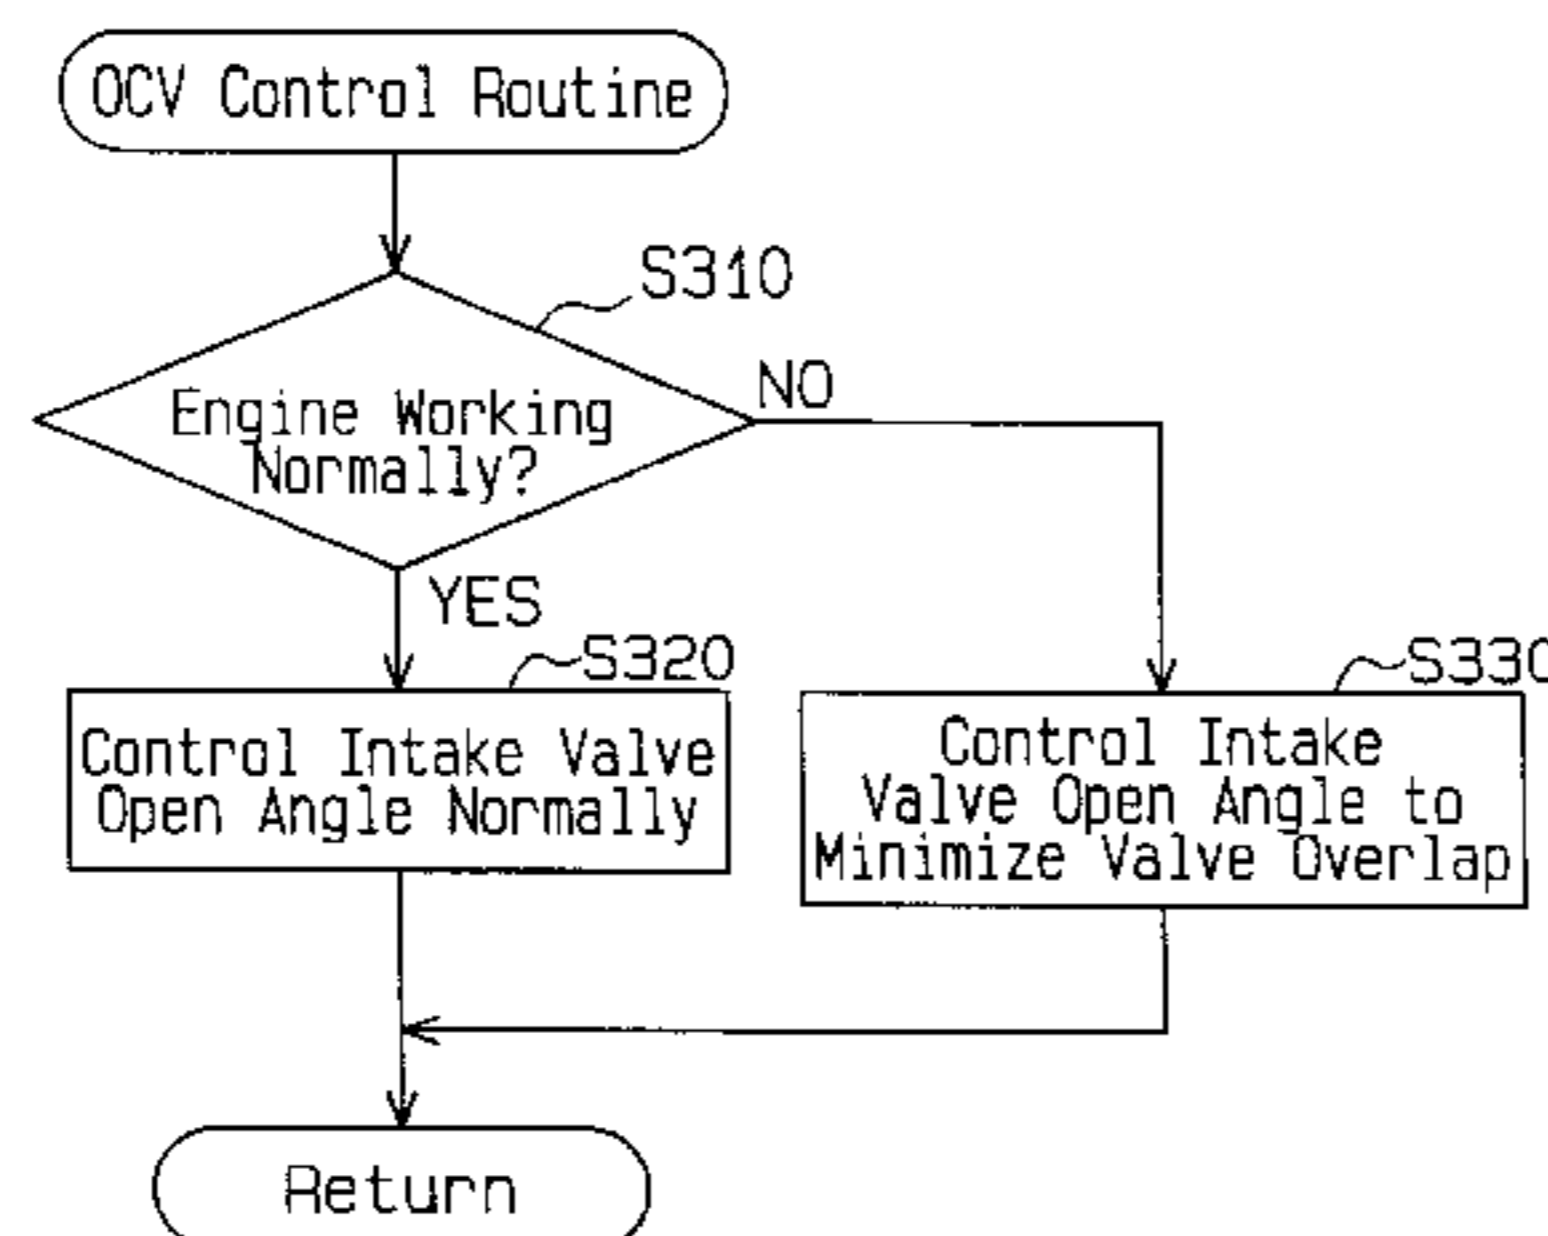 OCV Control Routine
S310
Engine Working
Normally?
NO
YES
S320
Control Intake Valve
Open Angle Normally
S330
Control Intake
Valve Open Angle to
Minimize Valve Overlap
Return